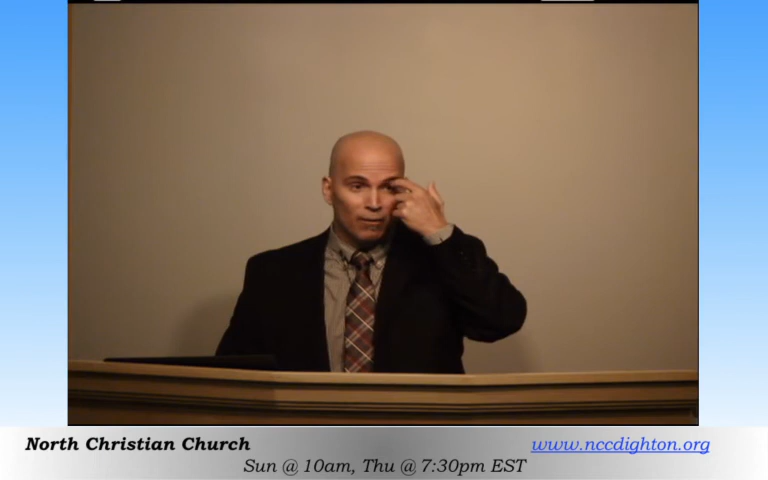 North Christian Church www.nccdighton.org
Sun @ 10am, Thu @ 7:30pm EST